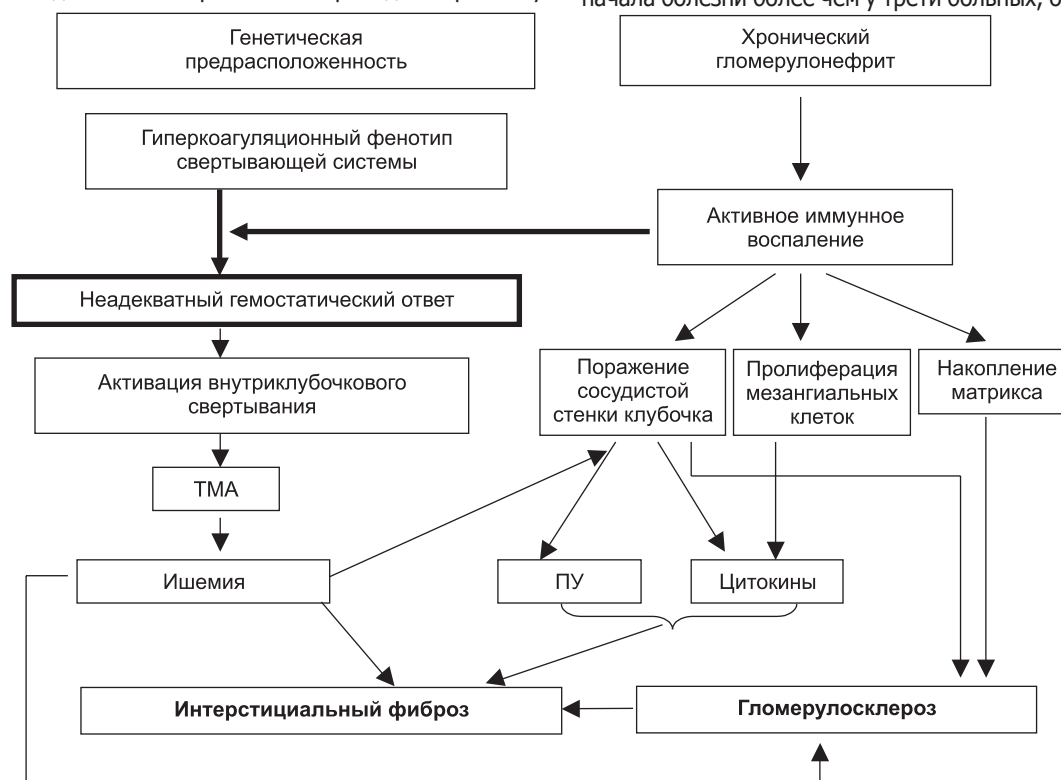 начала болезни более чем у трети больных, о
Генетическая
предрасположенность
Хронический
гломерулонефрит
Гиперкоагуляционный фенотип
свертывающей системы
Активное иммунное
воспаление
Неадекватный гемостатический ответ
Активация внутриклубочкового
свертывания
Поражение
сосудистой
стенки клубочка
Пролиферация
мезангиальных
клеток
Накопление
матрикса
ТМА
Ишемия
ПУ
Цитокины
Интерстициальный фиброз
Гломерулосклероз